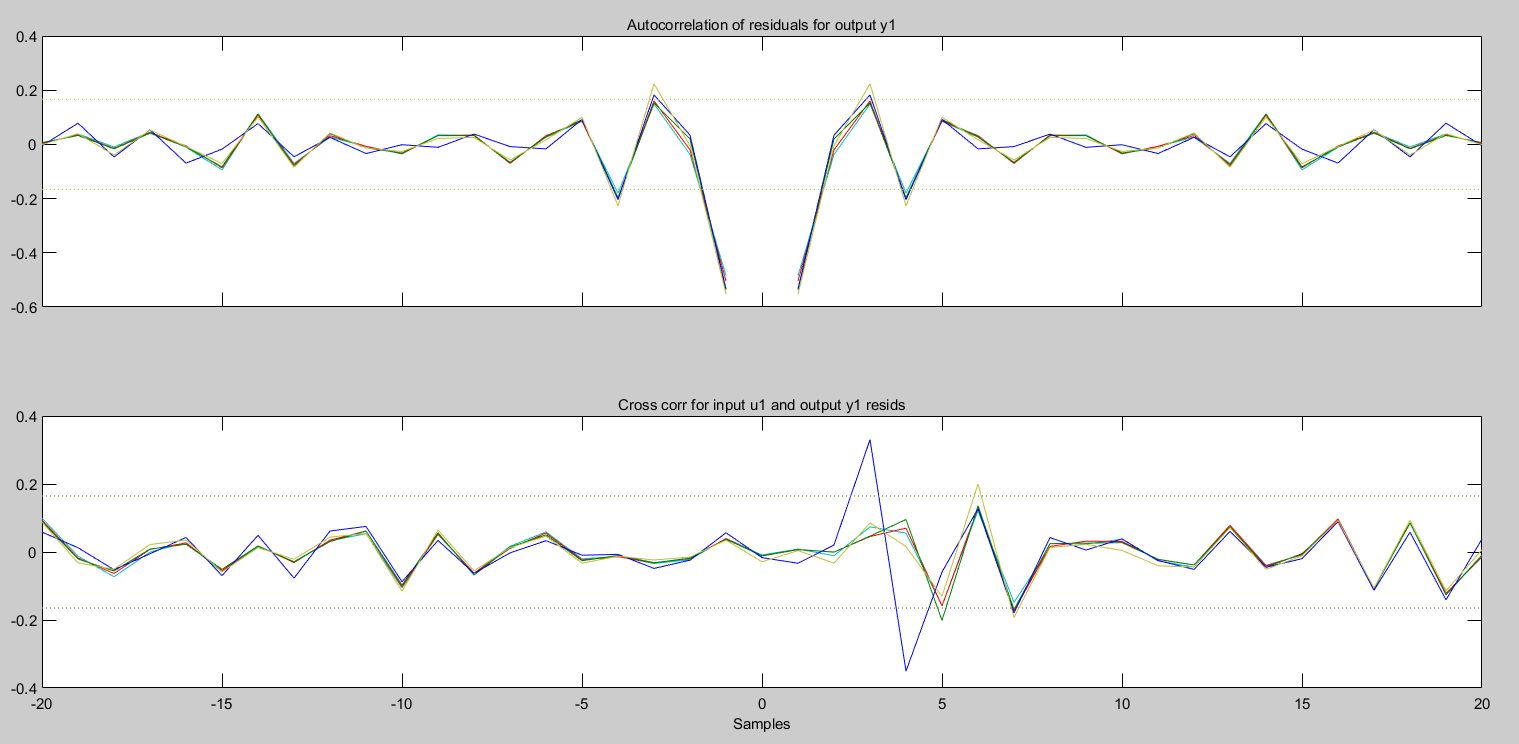 Autocorrelation of residuals for output y1
0.4
0.2
0
-0.2
-0.4
-0.6
Cross corr for input u1 and output y1 resids
0.4
0.2
0
-0.2
-0.4
-20 -15 -10 -5 0 5 10 15 20
Samples